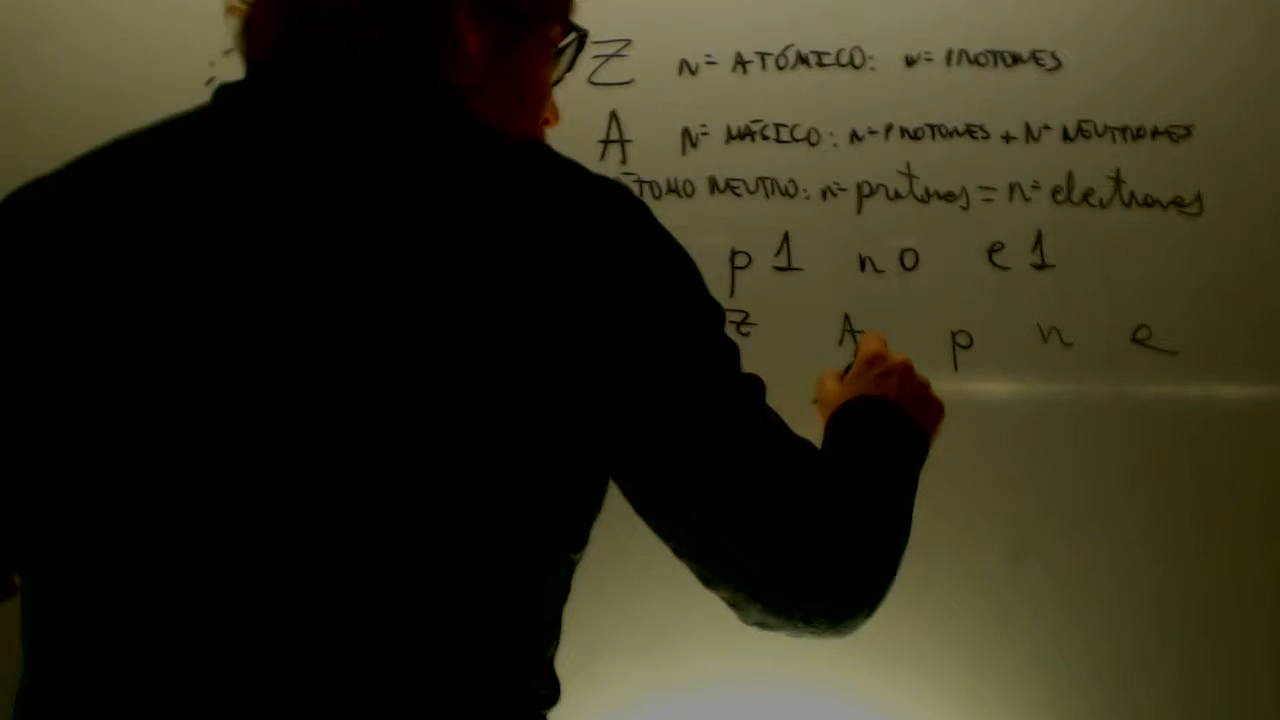 Z nº ATÓMICO: nº PROTONES
A Nº MÁSICO: nº PROTONES + Nº NEUTRONES
ÁTOMO NEUTRO: nº protones = nº electrones
p 1 n 0 e 1
Z A p n e